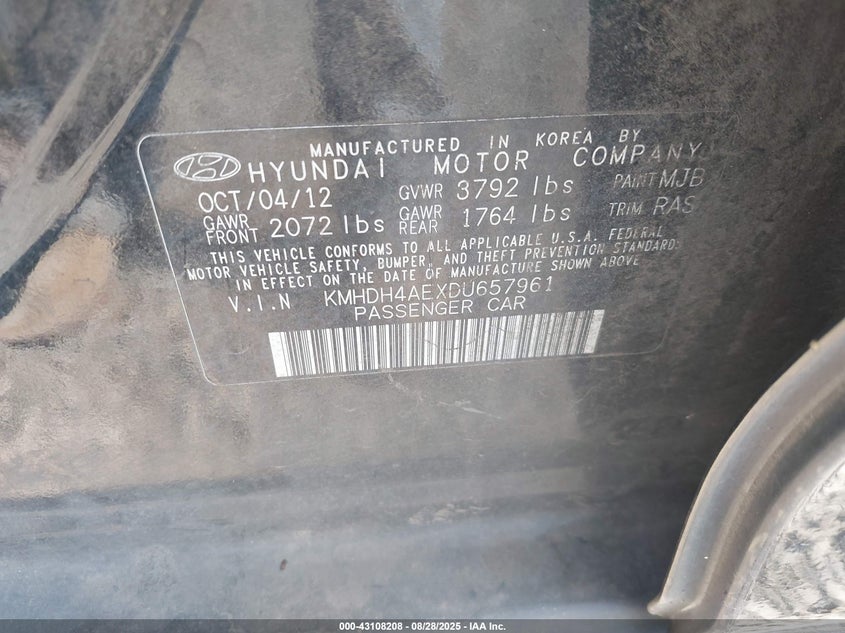 MANUFACTURED IN KOREA BY
HYUNDAI MOTOR COMPANY
OCT/04/12 GVWR 3792 lbs PAINT MJB
GAWR FRONT 2072 lbs GAWR REAR 1764 lbs TRIM RAS
THIS VEHICLE CONFORMS TO ALL APPLICABLE U.S.A. FEDERAL
MOTOR VEHICLE SAFETY, BUMPER, AND THEFT PREVENTION STANDARDS
IN EFFECT ON THE DATE OF MANUFACTURE SHOWN ABOVE
V.I.N KMHDH4AEXDU657961
PASSENGER CAR
000-43108208 - 08/28/2025 - IAA Inc.